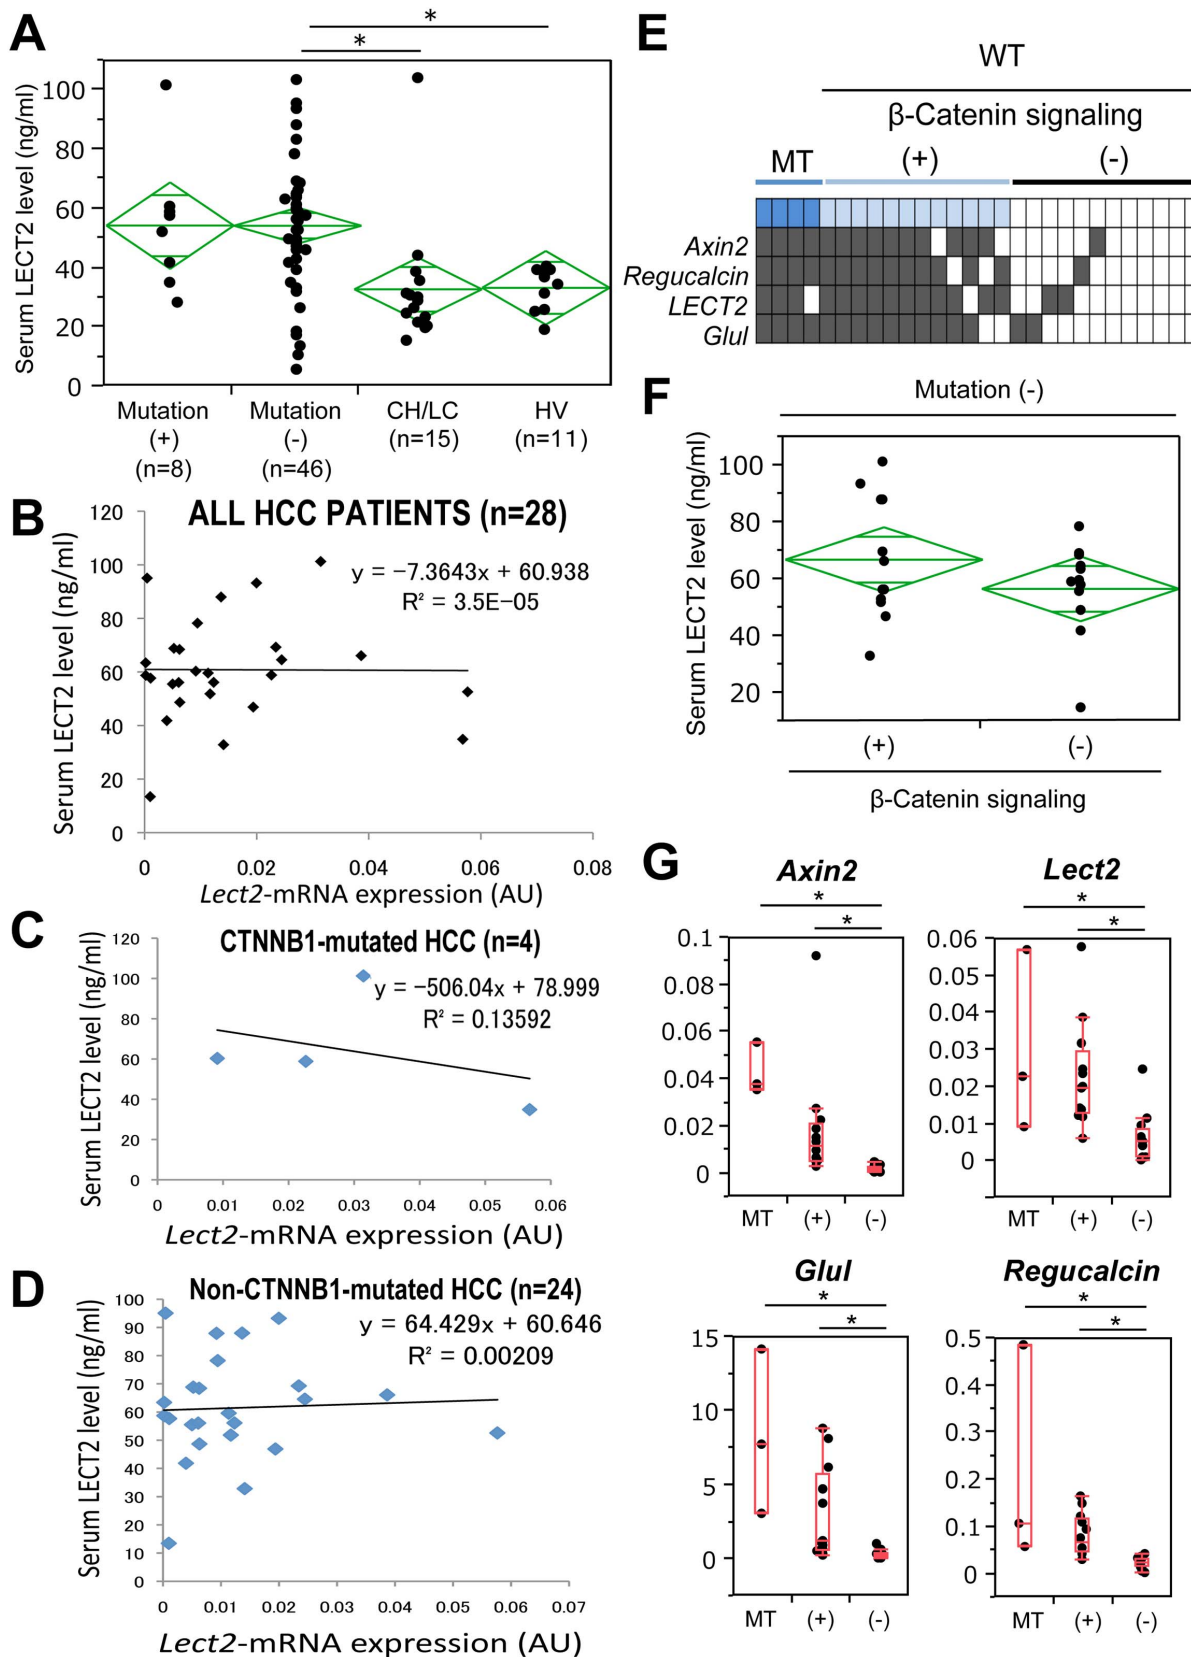 A
*
*
Serum LECT2 level (ng/ml)
100
80
60
40
20
0
Mutation Mutation CH/LC HV
(+) (-) (n=15) (n=11)
(n=8) (n=46)
B
ALL HCC PATIENTS (n=28)
y = −7.3643x + 60.938
R² = 3.5E−05
Serum LECT2 level (ng/ml)
120
100
80
60
40
20
0
0 0.02 0.04 0.06 0.08
Lect2-mRNA expression (AU)
C
CTNNB1-mutated HCC (n=4)
y = −506.04x + 78.999
R² = 0.13592
Serum LECT2 level (ng/ml)
120
100
80
60
40
20
0
0 0.01 0.02 0.03 0.04 0.05 0.06
Lect2-mRNA expression (AU)
D
Non-CTNNB1-mutated HCC (n=24)
y = 64.429x + 60.646
R² = 0.00209
Serum LECT2 level (ng/ml)
100
90
80
70
60
50
40
30
20
10
0
0 0.01 0.02 0.03 0.04 0.05 0.06 0.07
Lect2-mRNA expression (AU)
E
WT
β-Catenin signaling
MT (+) (-)
Axin2
Regucalcin
LECT2
Glul
F
Mutation (-)
Serum LECT2 level (ng/ml)
100
80
60
40
20
(+) (-)
β-Catenin signaling
G
Axin2
*
*
0.1
0.08
0.06
0.04
0.02
0
MT (+) (-)
Lect2
*
*
0.06
0.05
0.04
0.03
0.02
0.01
0
MT (+) (-)
Glul
*
*
15
10
5
0
MT (+) (-)
Regucalcin
*
*
0.5
0.4
0.3
0.2
0.1
0
MT (+) (-)